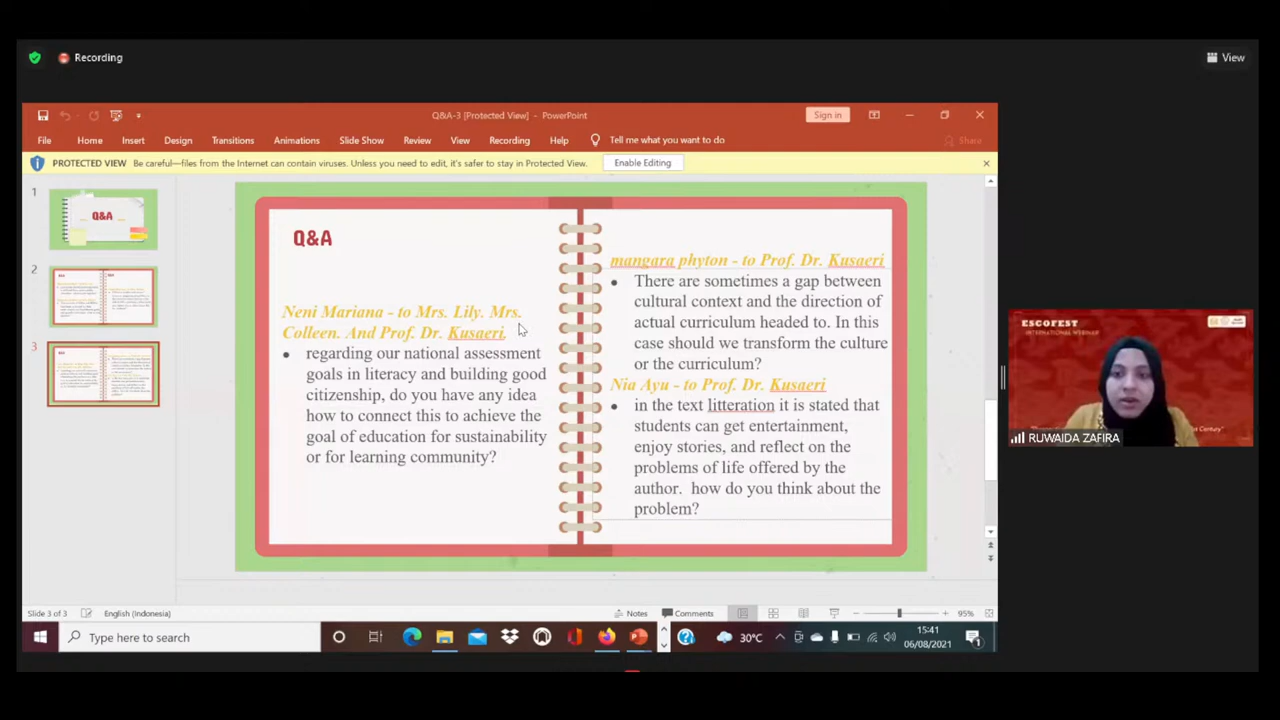 Recording
View
Q&A-3 [Protected View] - PowerPoint
Sign in
File Home Insert Design Transitions Animations Slide Show Review View Recording Help Tell me what you want to do Share
PROTECTED VIEW Be careful—files from the Internet can contain viruses. Unless you need to edit, it's safer to stay in Protected View. Enable Editing
1
Q&A
2
3
Q&A
Neni Mariana - to Mrs. Lily. Mrs.
Colleen. And Prof. Dr. Kusaeri.
• regarding our national assessment
goals in literacy and building good
citizenship, do you have any idea
how to connect this to achieve the
goal of education for sustainability
or for learning community?
mangara phyton - to Prof. Dr. Kusaeri
• There are sometimes a gap between
cultural context and the direction of
actual curriculum headed to. In this
case should we transform the culture
or the curriculum?
Nia Ayu - to Prof. Dr. Kusaeri
• in the text litteration it is stated that
students can get entertainment,
enjoy stories, and reflect on the
problems of life offered by the
author. how do you think about the
problem?
ESCOFEST
INTERNATIONAL WEBINAR
Century"
RUWAIDA ZAFIRA
Slide 3 of 3 English (Indonesia) Notes Comments 95%
Type here to search
30°C
15:41
06/08/2021
1